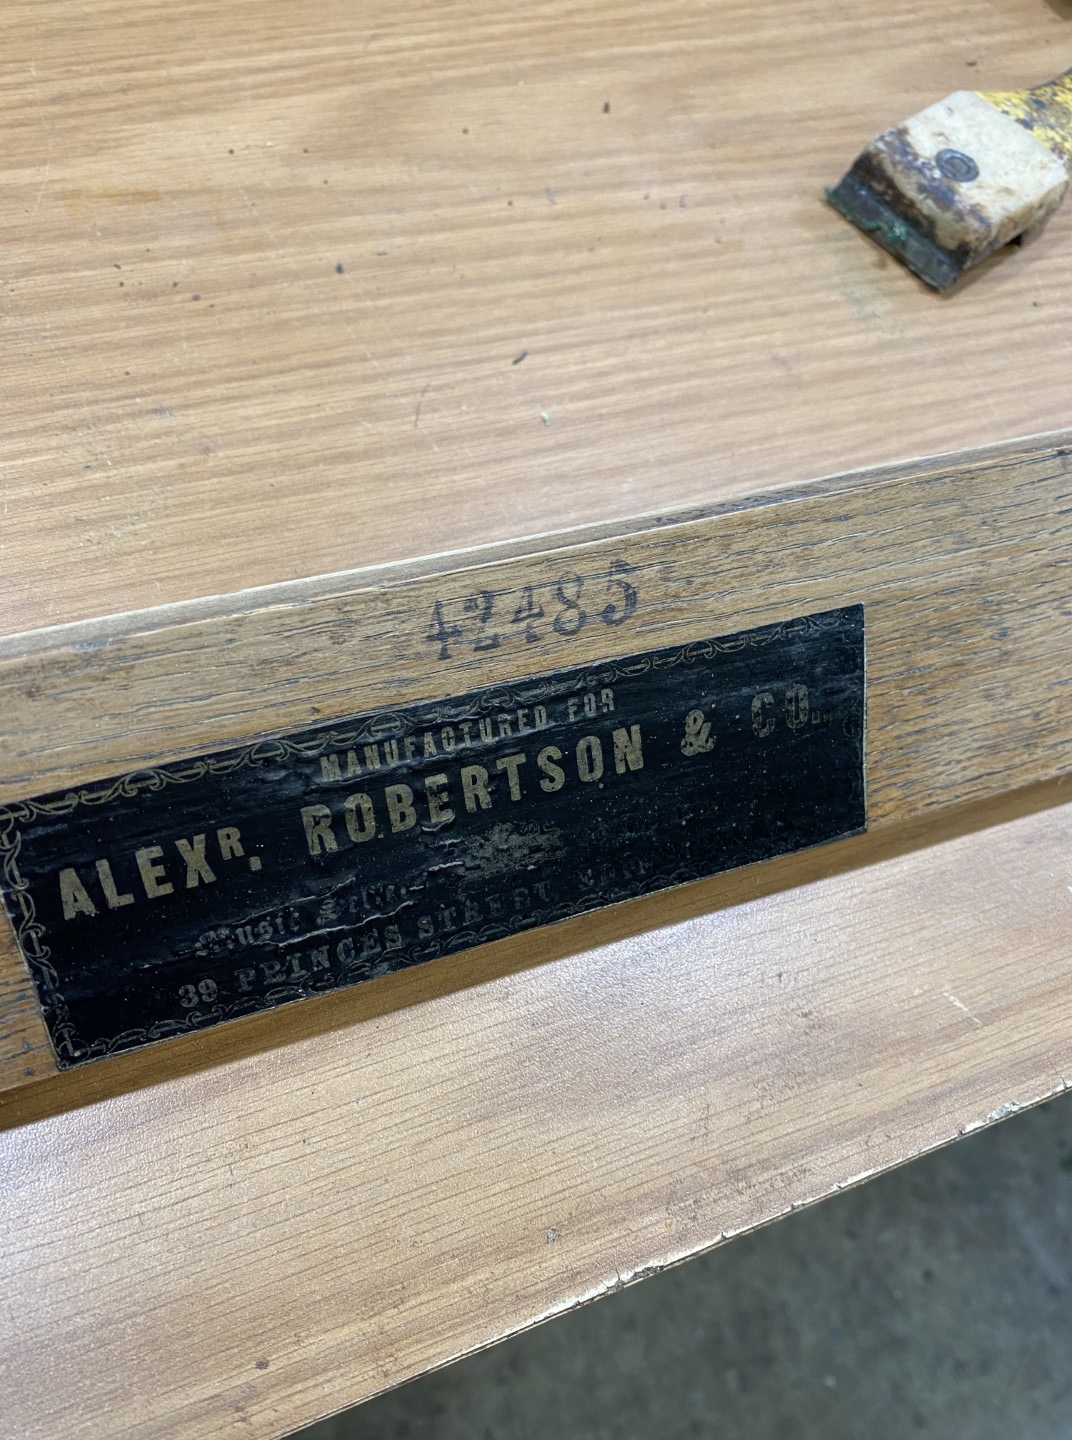 42485
MANUFACTURED FOR
ALEXR. ROBERTSON & CO.
39 PRINCES STREET